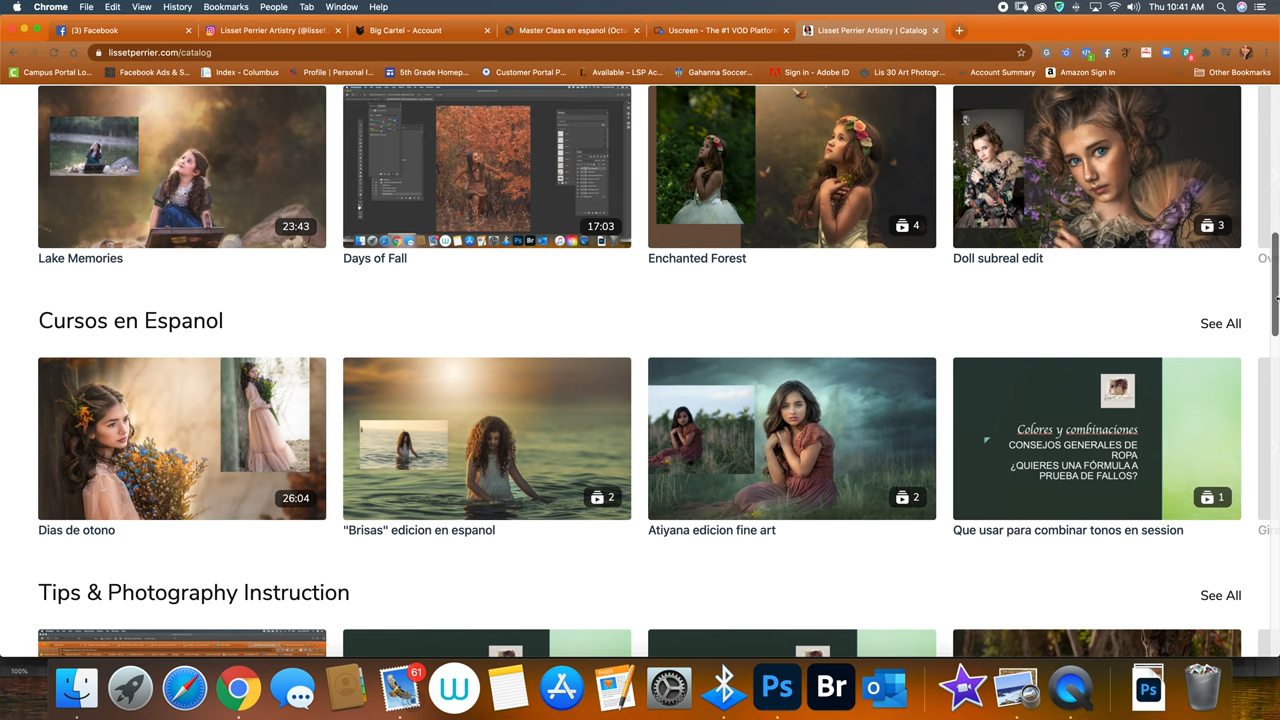 Chrome File Edit View History Bookmarks People Tab Window Help Thu 10:41 AM
(3) Facebook Lisset Perrier Artistry (@lisset Big Cartel - Account Master Class en espanol (Octu Uscreen - The #1 VOD Platform Lisset Perrier Artistry | Catalog
lissetperrier.com/catalog
Campus Portal Lo... Facebook Ads & S... Index - Columbus Profile | Personal I... 5th Grade Homep... Customer Portal P... Available – LSP Ac... Gahanna Soccer... Sign in - Adobe ID Lis 30 Art Photogr... Account Summary Amazon Sign In Other Bookmarks
23:43 17:03 4 3
Lake Memories Days of Fall Enchanted Forest Doll subreal edit Ove
Cursos en Espanol See All
Colores y combinaciones
CONSEJOS GENERALES DE
ROPA
¿QUIERES UNA FÓRMULA A
PRUEBA DE FALLOS?
26:04 2 2 1
Dias de otono "Brisas" edicion en espanol Atiyana edicion fine art Que usar para combinar tonos en session Gira
Tips & Photography Instruction See All
100%
61
W
Ps Br
Ps